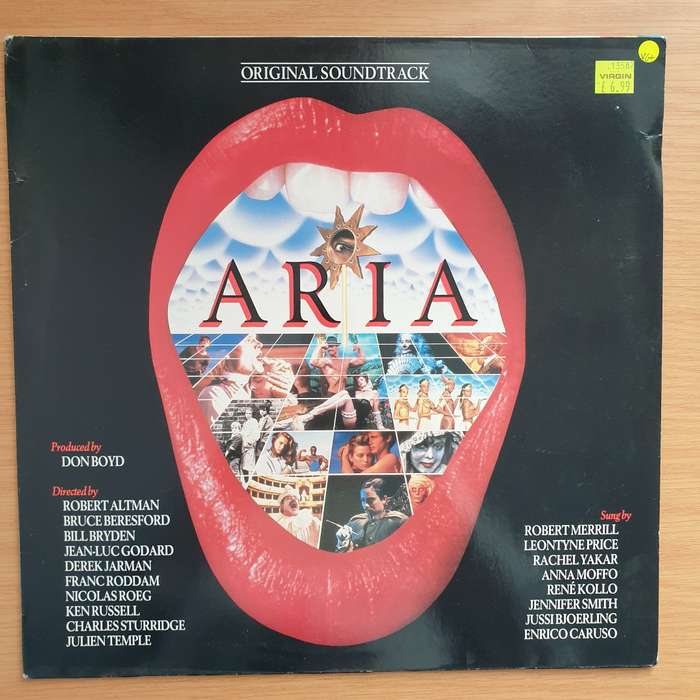 ORIGINAL SOUNDTRACK
VG+
VIRGIN
£ 6.99
ARIA
Produced by
DON BOYD
Directed by
ROBERT ALTMAN
BRUCE BERESFORD
BILL BRYDEN
JEAN-LUC GODARD
DEREK JARMAN
FRANC RODDAM
NICOLAS ROEG
KEN RUSSELL
CHARLES STURRIDGE
JULIEN TEMPLE
Sung by
ROBERT MERRILL
LEONTYNE PRICE
RACHEL YAKAR
ANNA MOFFO
RENÉ KOLLO
JENNIFER SMITH
JUSSI BJOERLING
ENRICO CARUSO